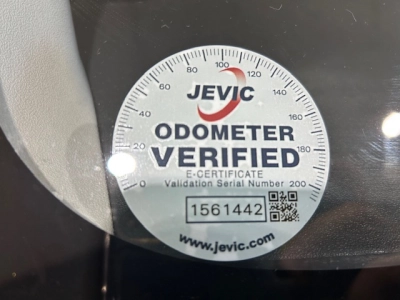 0 20 40 60 80 100 120 140 160 180 200
JEVIC
ODOMETER
VERIFIED
E-CERTIFICATE
Validation Serial Number
1561442
www.jevic.com